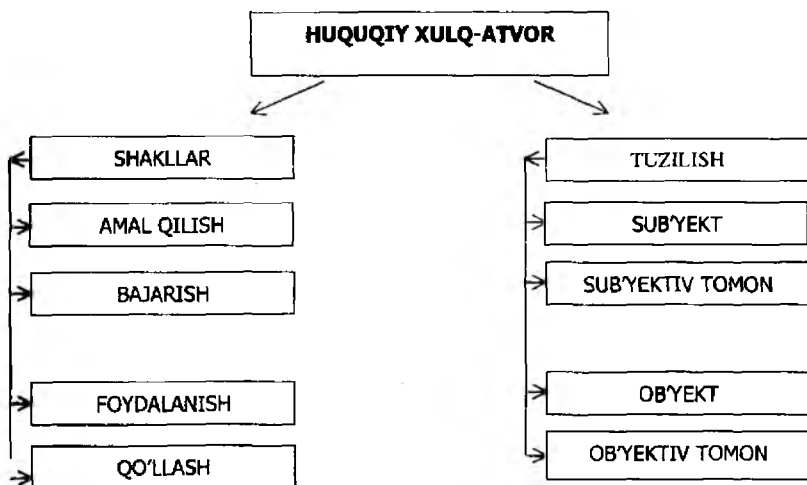 HUQUQIY XULQ-ATVOR
SHAKLLAR
AMAL QILISH
BAJARISH
FOYDALANISH
QO'LLASH
TUZILISH
SUB'YEKT
SUB'YEKTIV TOMON
OB'YEKT
OB'YEKTIV TOMON